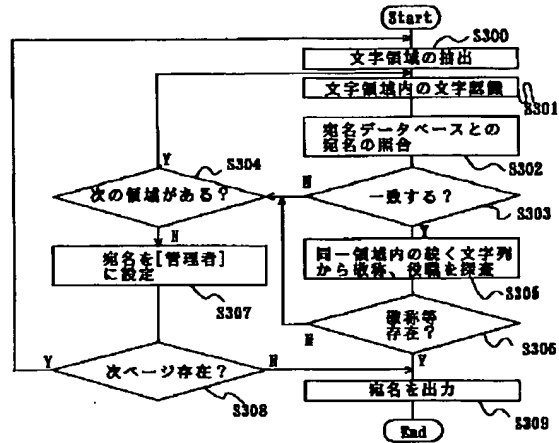 Start
S300
文字領域の抽出
文字領域内の文字認識
S301
宛名データベースとの
宛名の照合
S302
Y
S304
次の領域がある？
N
一致する？
S303
N
Y
宛名を[管理者]
に設定
S307
同一領域内の続く文字列
から敬称、役職を探査
S305
敬称等
存在？
S306
N
Y
Y
次ページ存在？
N
S308
宛名を出力
S309
End